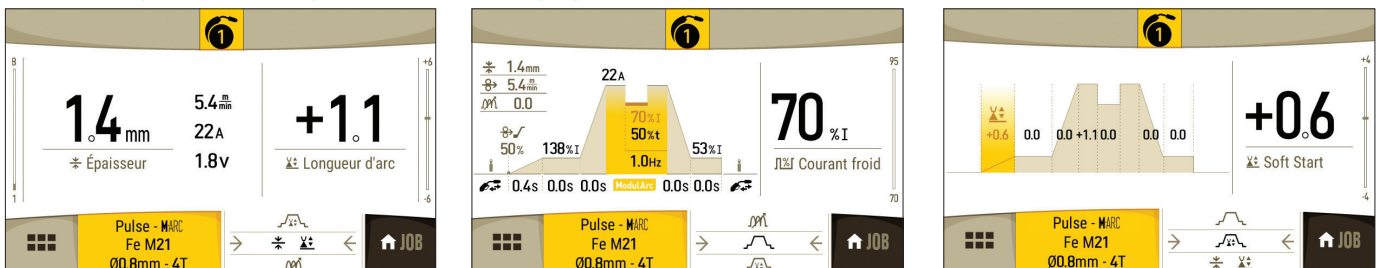 1
8
+6
1.4 mm
Épaisseur
5.4 m/min
22A
1.8V
+1.1
Longueur d'arc
1
-6
Pulse - MARC
Fe M21
Ø0.8mm - 4T
JOB
1
1.4mm
5.4 m/min
0.0
50%
22A
70%I
50%t
1.0Hz
138%I
53%I
0.4s 0.0s 0.0s ModulArc 0.0s 0.0s
95
70 %I
Courant froid
70
Pulse - MARC
Fe M21
Ø0.8mm - 4T
JOB
1
+0.6 0.0 0.0 +1.1 0.0 0.0 0.0
+4
+0.6
Soft Start
-4
Pulse - MARC
Fe M21
Ø0.8mm - 4T
JOB